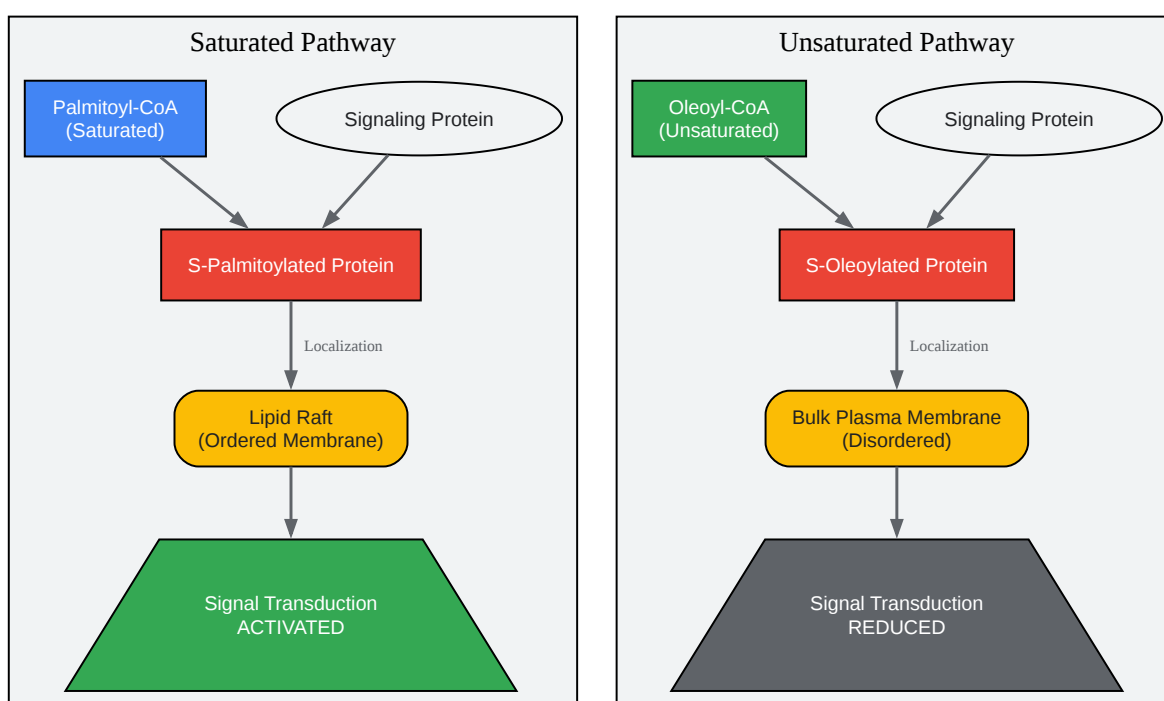 Saturated Pathway
Palmitoyl-CoA
(Saturated)
Signaling Protein
S-Palmitoylated Protein
Localization
Lipid Raft
(Ordered Membrane)
Signal Transduction
ACTIVATED
Unsaturated Pathway
Oleoyl-CoA
(Unsaturated)
Signaling Protein
S-Oleoylated Protein
Localization
Bulk Plasma Membrane
(Disordered)
Signal Transduction
REDUCED